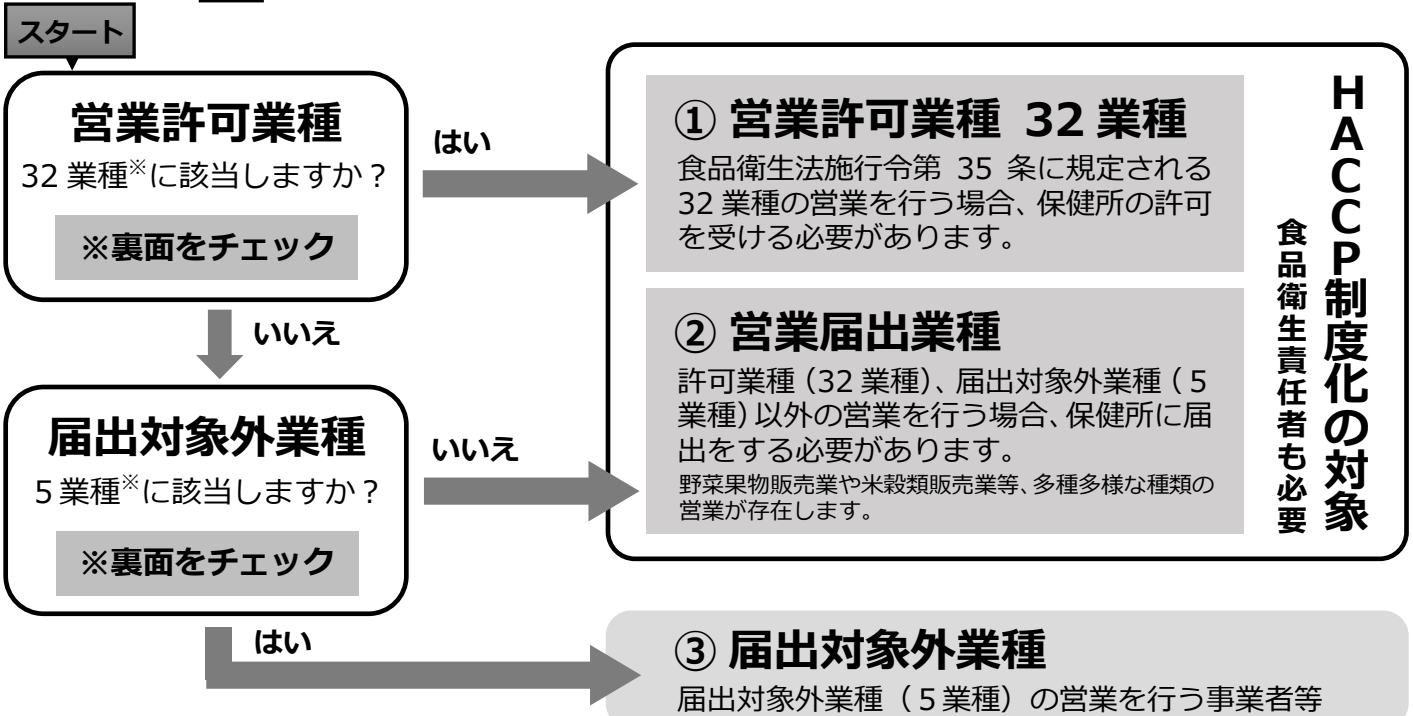 スタート
営業許可業種
32 業種※に該当しますか？
※裏面をチェック
はい
いいえ
届出対象外業種
5 業種※に該当しますか？
※裏面をチェック
いいえ
はい
① 営業許可業種 32 業種
食品衛生法施行令第 35 条に規定される
32 業種の営業を行う場合、保健所の許可
を受ける必要があります。
② 営業届出業種
許可業種（32 業種）、届出対象外業種（５
業種）以外の営業を行う場合、保健所に届
出をする必要があります。
野菜果物販売業や米穀類販売業等、多種多様な種類の
営業が存在します。
ＨＡＣＣＰ制度化の対象
食品衛生責任者も必要
③ 届出対象外業種
届出対象外業種（５業種）の営業を行う事業者等